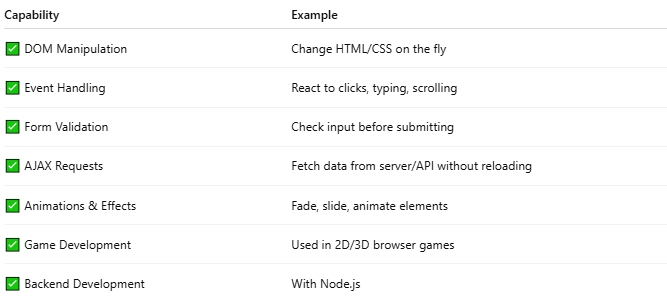 Capability Example
✅ DOM Manipulation Change HTML/CSS on the fly
✅ Event Handling React to clicks, typing, scrolling
✅ Form Validation Check input before submitting
✅ AJAX Requests Fetch data from server/API without reloading
✅ Animations & Effects Fade, slide, animate elements
✅ Game Development Used in 2D/3D browser games
✅ Backend Development With Node.js